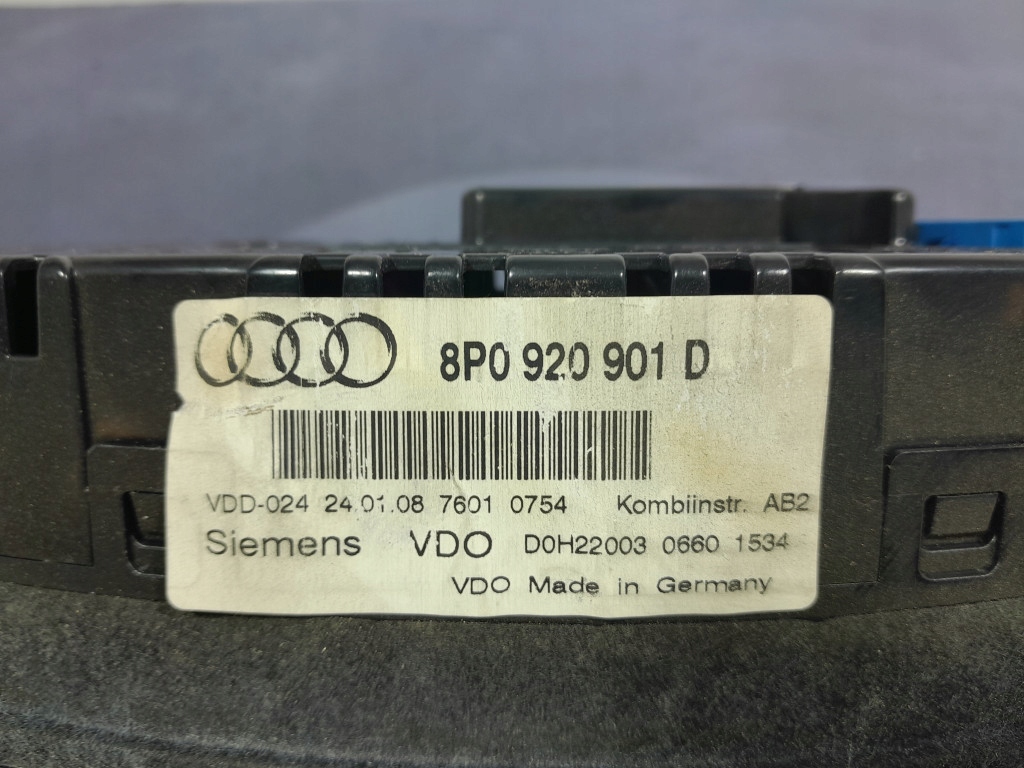 8P0 920 901 D
VDD-024 24.01.08 7601 0754 Kombiinstr. AB2
Siemens VDO D0H22003 0660 1534
VDO Made in Germany